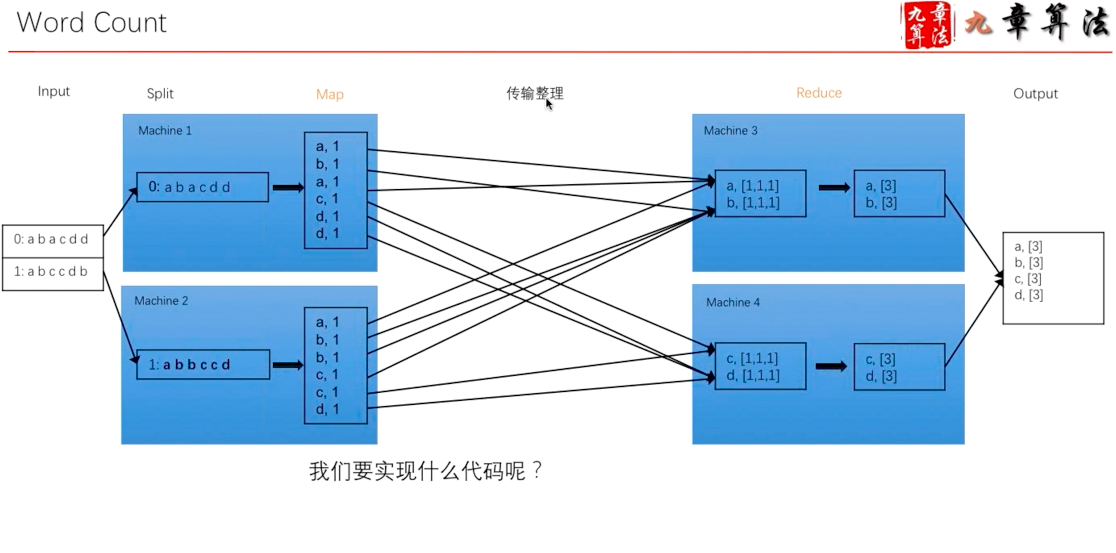 Word Count
九章算法
九章算法
Input
Split
Map
传输整理
Reduce
Output
Machine 1
0: a b a c d d
a, 1
b, 1
a, 1
c, 1
d, 1
d, 1
0: a b a c d d
1: a b c c d b
Machine 2
1: a b b c c d
a, 1
b, 1
b, 1
c, 1
c, 1
d, 1
Machine 3
a, [1,1,1]
b, [1,1,1]
a, [3]
b, [3]
Machine 4
c, [1,1,1]
d, [1,1,1]
c, [3]
d, [3]
a, [3]
b, [3]
c, [3]
d, [3]
我们要实现什么代码呢？